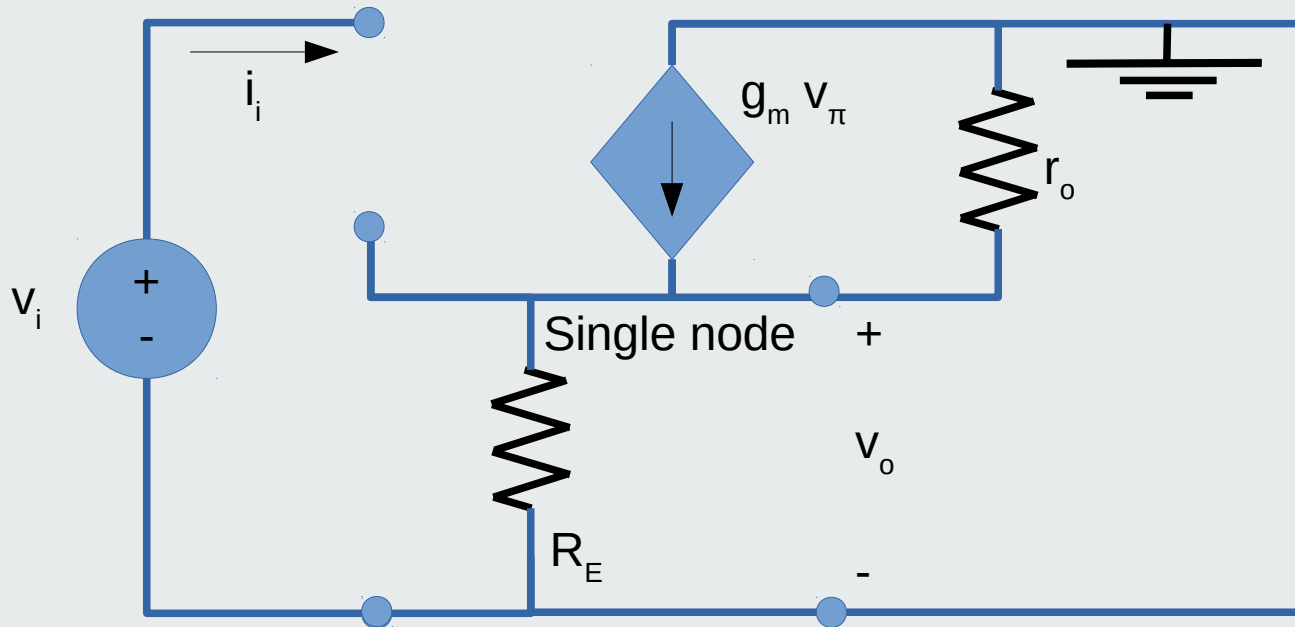 i_i
g_m v_π
r_o
+
-
v_i
Single node
+
v_o
R_E
-